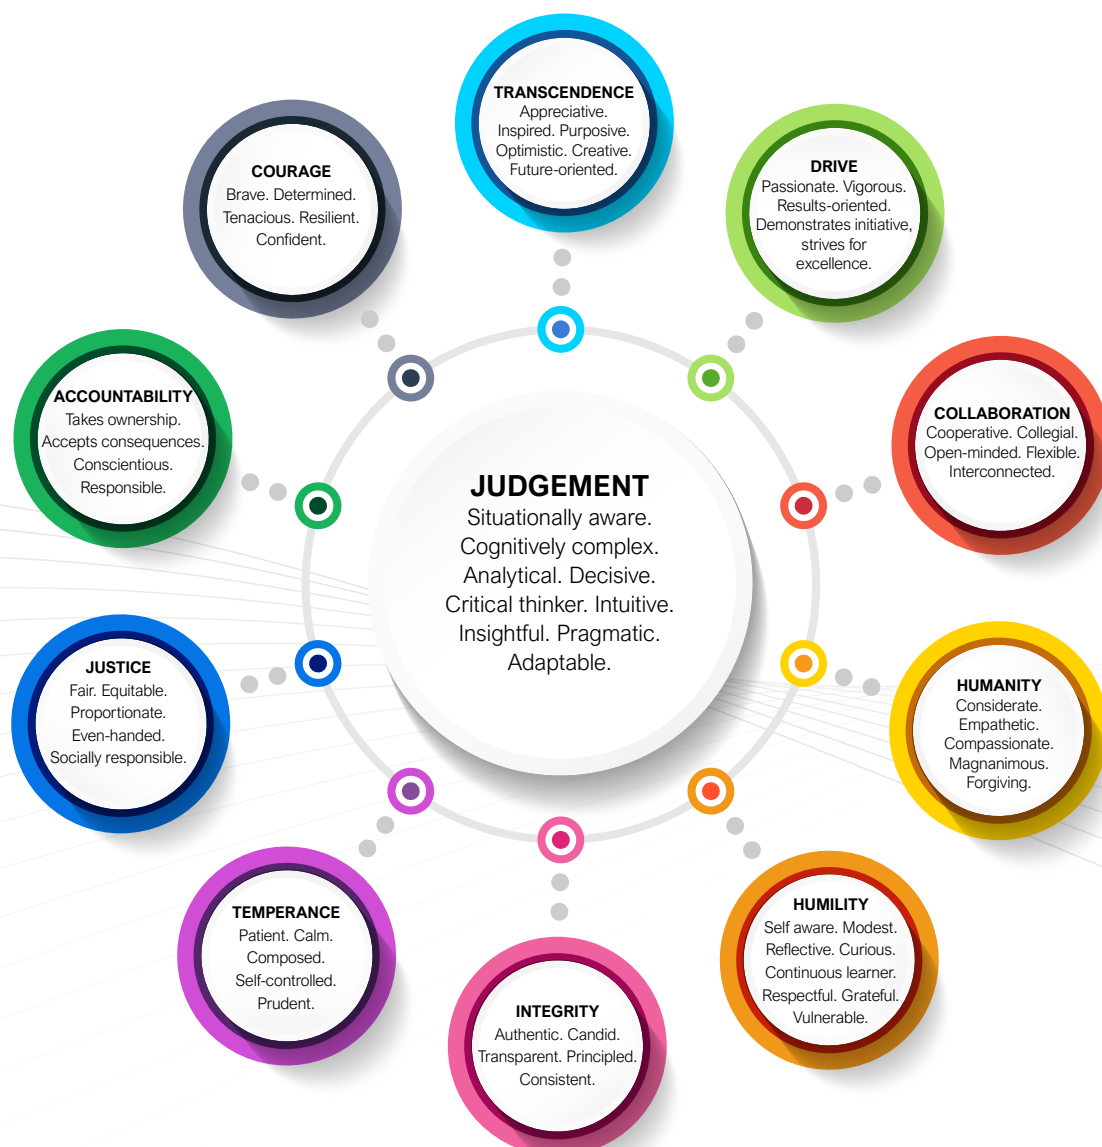 TRANSCENDENCE
Appreciative.
Inspired. Purposive.
Optimistic. Creative.
Future-oriented.
COURAGE
Brave. Determined.
Tenacious. Resilient.
Confident.
DRIVE
Passionate. Vigorous.
Results-oriented.
Demonstrates initiative,
strives for
excellence.
ACCOUNTABILITY
Takes ownership.
Accepts consequences.
Conscientious.
Responsible.
COLLABORATION
Cooperative. Collegial.
Open-minded. Flexible.
Interconnected.
JUDGEMENT
Situationally aware.
Cognitively complex.
Analytical. Decisive.
Critical thinker. Intuitive.
Insightful. Pragmatic.
Adaptable.
JUSTICE
Fair. Equitable.
Proportionate.
Even-handed.
Socially responsible.
HUMANITY
Considerate.
Empathetic.
Compassionate.
Magnanimous.
Forgiving.
TEMPERANCE
Patient. Calm.
Composed.
Self-controlled.
Prudent.
HUMILITY
Self aware. Modest.
Reflective. Curious.
Continuous learner.
Respectful. Grateful.
Vulnerable.
INTEGRITY
Authentic. Candid.
Transparent. Principled.
Consistent.